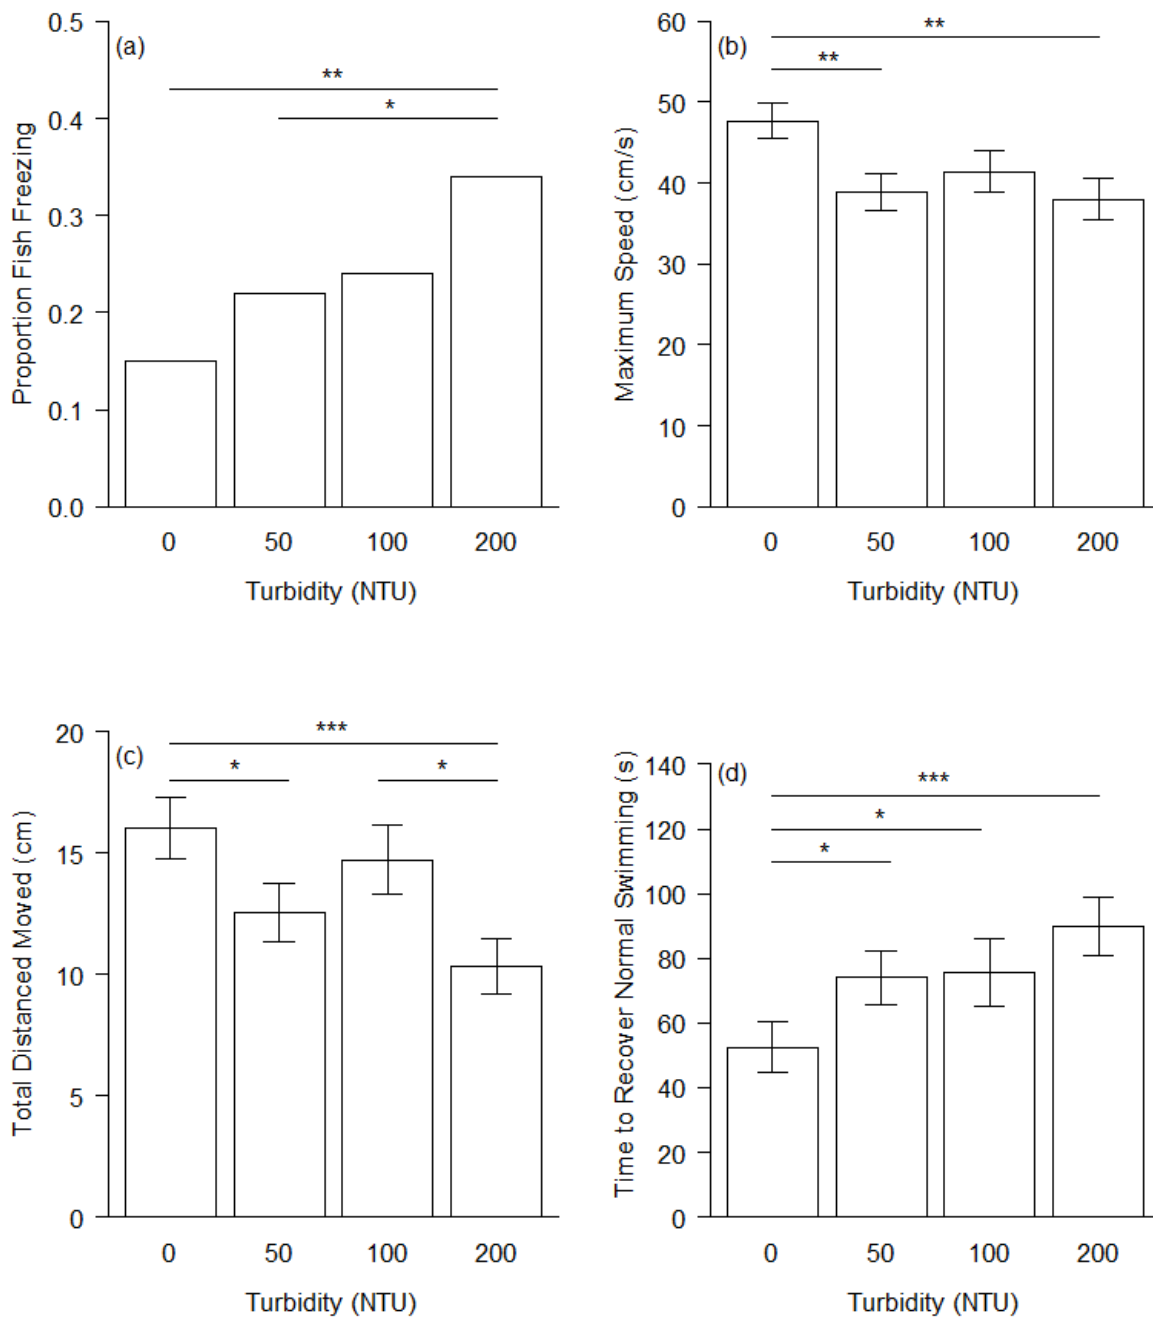 (a)
Proportion Fish Freezing
0.5
0.4
0.3
0.2
0.1
0.0
**
*
0 50 100 200
Turbidity (NTU)
(b)
Maximum Speed (cm/s)
60
50
40
30
20
10
0
**
**
0 50 100 200
Turbidity (NTU)
(c)
Total Distanced Moved (cm)
20
15
10
5
0
***
* *
0 50 100 200
Turbidity (NTU)
(d)
Time to Recover Normal Swimming (s)
140
120
100
80
60
40
20
0
***
*
*
0 50 100 200
Turbidity (NTU)